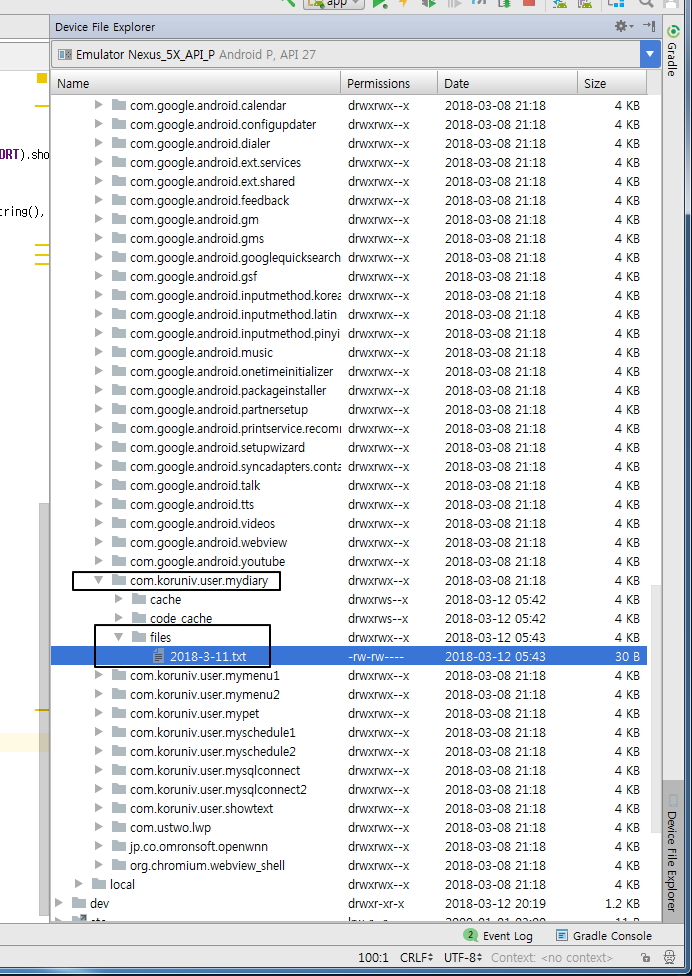 app
Device File Explorer
Emulator Nexus_5X_API_P Android P, API 27
Name Permissions Date Size
com.google.android.calendar drwxrwx--x 2018-03-08 21:18 4 KB
com.google.android.configupdater drwxrwx--x 2018-03-08 21:18 4 KB
com.google.android.dialer drwxrwx--x 2018-03-08 21:18 4 KB
ORT).sho
com.google.android.ext.services drwxrwx--x 2018-03-08 21:18 4 KB
com.google.android.ext.shared drwxrwx--x 2018-03-08 21:18 4 KB
com.google.android.feedback drwxrwx--x 2018-03-08 21:18 4 KB
tring(),
com.google.android.gm drwxrwx--x 2018-03-08 21:18 4 KB
com.google.android.gms drwxrwx--x 2018-03-08 21:18 4 KB
com.google.android.googlequicksearch drwxrwx--x 2018-03-08 21:18 4 KB
com.google.android.gsf drwxrwx--x 2018-03-08 21:18 4 KB
com.google.android.inputmethod.korea drwxrwx--x 2018-03-08 21:18 4 KB
com.google.android.inputmethod.latin drwxrwx--x 2018-03-08 21:18 4 KB
com.google.android.inputmethod.pinyi drwxrwx--x 2018-03-08 21:18 4 KB
com.google.android.music drwxrwx--x 2018-03-08 21:18 4 KB
com.google.android.onetimeinitializer drwxrwx--x 2018-03-08 21:18 4 KB
com.google.android.packageinstaller drwxrwx--x 2018-03-08 21:18 4 KB
com.google.android.partnersetup drwxrwx--x 2018-03-08 21:18 4 KB
com.google.android.printservice.recomm drwxrwx--x 2018-03-08 21:18 4 KB
com.google.android.setupwizard drwxrwx--x 2018-03-08 21:18 4 KB
com.google.android.syncadapters.conta drwxrwx--x 2018-03-08 21:18 4 KB
com.google.android.talk drwxrwx--x 2018-03-08 21:18 4 KB
com.google.android.tts drwxrwx--x 2018-03-08 21:18 4 KB
com.google.android.videos drwxrwx--x 2018-03-08 21:18 4 KB
com.google.android.webview drwxrwx--x 2018-03-08 21:18 4 KB
com.google.android.youtube drwxrwx--x 2018-03-08 21:18 4 KB
com.koruniv.user.mydiary drwxrwx--x 2018-03-08 21:18 4 KB
cache drwxrws--x 2018-03-12 05:42 4 KB
code_cache drwxrws--x 2018-03-12 05:42 4 KB
files drwxrwx--x 2018-03-12 05:43 4 KB
2018-3-11.txt -rw-rw---- 2018-03-12 05:43 30 B
com.koruniv.user.mymenu1 drwxrwx--x 2018-03-08 21:18 4 KB
com.koruniv.user.mymenu2 drwxrwx--x 2018-03-08 21:18 4 KB
com.koruniv.user.mypet drwxrwx--x 2018-03-08 21:18 4 KB
com.koruniv.user.myschedule1 drwxrwx--x 2018-03-08 21:18 4 KB
com.koruniv.user.myschedule2 drwxrwx--x 2018-03-08 21:18 4 KB
com.koruniv.user.mysqlconnect drwxrwx--x 2018-03-08 21:18 4 KB
com.koruniv.user.mysqlconnect2 drwxrwx--x 2018-03-08 21:18 4 KB
com.koruniv.user.showtext drwxrwx--x 2018-03-08 21:18 4 KB
com.ustwo.lwp drwxrwx--x 2018-03-08 21:18 4 KB
jp.co.omronsoft.openwnn drwxrwx--x 2018-03-08 21:18 4 KB
org.chromium.webview_shell drwxrwx--x 2018-03-08 21:18 4 KB
local drwxrwx--x 2018-03-08 21:18 4 KB
dev drwxr-xr-x 2018-03-12 20:19 1.2 KB
Gradle
Device File Explorer
2 Event Log Gradle Console
100:1 CRLF UTF-8 Context: <no context>